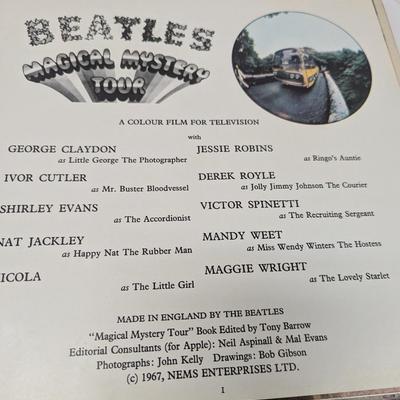 BEATLES
MAGICAL MYSTERY
TOUR
A COLOUR FILM FOR TELEVISION
with
GEORGE CLAYDON
as Little George The Photographer
IVOR CUTLER
as Mr. Buster Bloodvessel
SHIRLEY EVANS
as The Accordionist
NAT JACKLEY
as Happy Nat The Rubber Man
NICOLA
as The Little Girl
JESSIE ROBINS
as Ringo's Auntie
DEREK ROYLE
as Jolly Jimmy Johnson The Courier
VICTOR SPINETTI
as The Recruiting Sergeant
MANDY WEET
as Miss Wendy Winters The Hostess
MAGGIE WRIGHT
as The Lovely Starlet
MADE IN ENGLAND BY THE BEATLES
"Magical Mystery Tour" Book Edited by Tony Barrow
Editorial Consultants (for Apple): Neil Aspinall & Mal Evans
Photographs: John Kelly Drawings: Bob Gibson
(c) 1967, NEMS ENTERPRISES LTD.
1